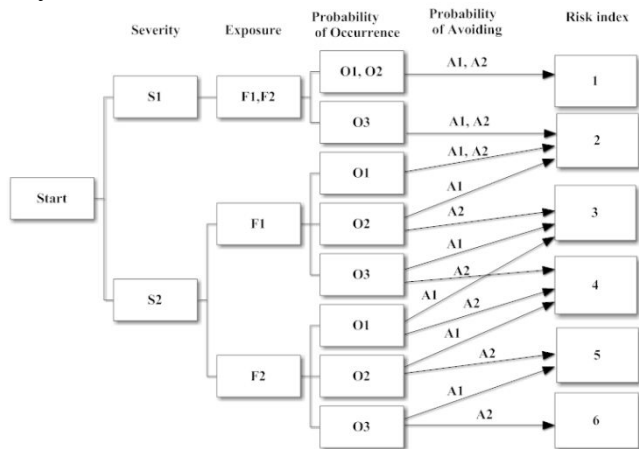 Severity
Exposure
Probability
of Occurrence
Probability
of Avoiding
Risk index
Start
S1
S2
F1,F2
F1
F2
O1, O2
O3
O1
O2
O3
O1
O2
O3
A1, A2
A1, A2
A1, A2
A1
A2
A1
A2
A1
A2
A1
A2
A1
A2
1
2
3
4
5
6